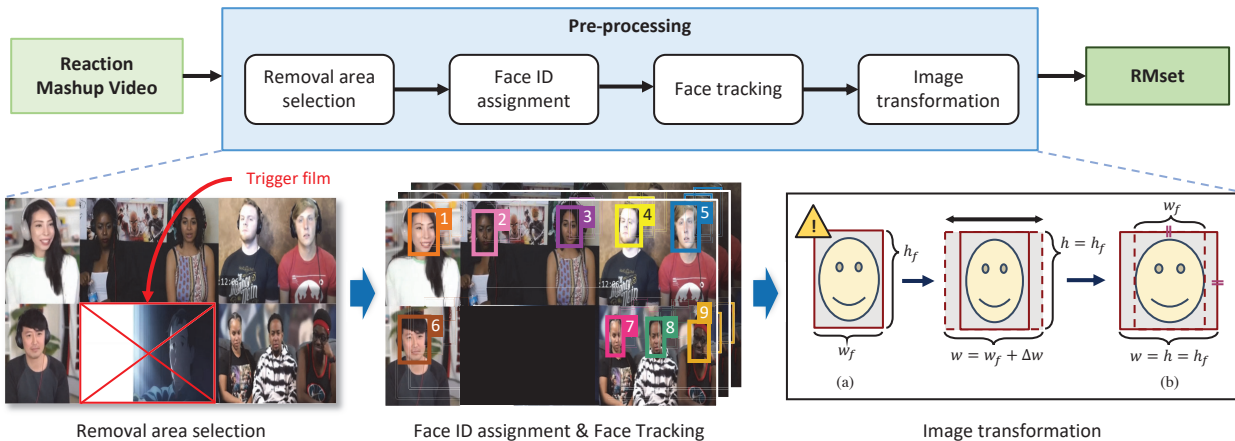 Pre-processing
Reaction
Mashup Video
Removal area
selection
Face ID
assignment
Face tracking
Image
transformation
RMset
Trigger film
1
2
3
4
5
6
7
8
9
!
h_f
w_f
(a)
h = h_f
w = w_f + Δw
w_f
w = h = h_f
(b)
Removal area selection
Face ID assignment & Face Tracking
Image transformation